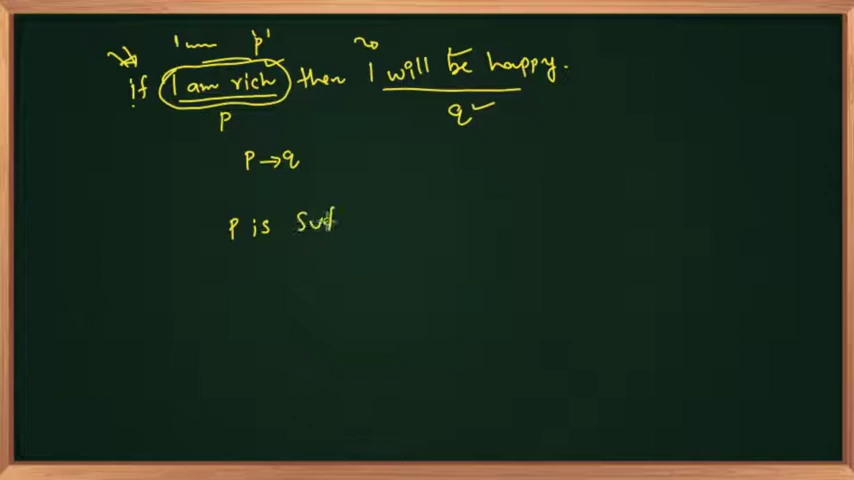 p'
if I am rich then I will be happy.
P q
P → q
P is Suf